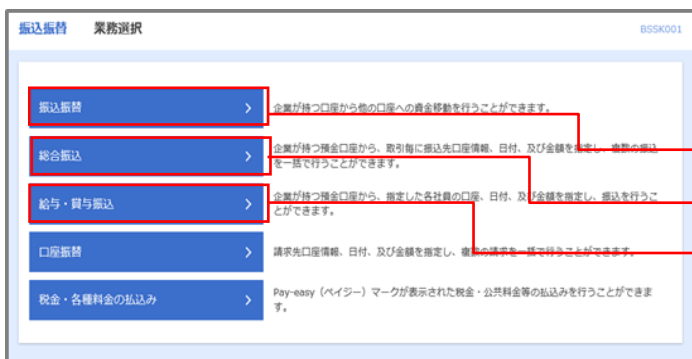 振込振替 業務選択 BSSK001
振込振替 >
企業が持つ口座から他の口座への資金移動を行うことができます。
総合振込 >
企業が持つ預金口座から、取引毎に振込先口座情報、日付、及び金額を指定し、複数の振込
を一括で行うことができます。
給与・賞与振込 >
企業が持つ預金口座から、指定した各社員の口座、日付、及び金額を指定し、振込を行うこ
とができます。
口座振替 >
請求先口座情報、日付、及び金額を指定し、複数の請求を一括で行うことができます。
税金・各種料金の払込み >
Pay-easy（ペイジー）マークが表示された税金・公共料金等の払込みを行うことができま
す。